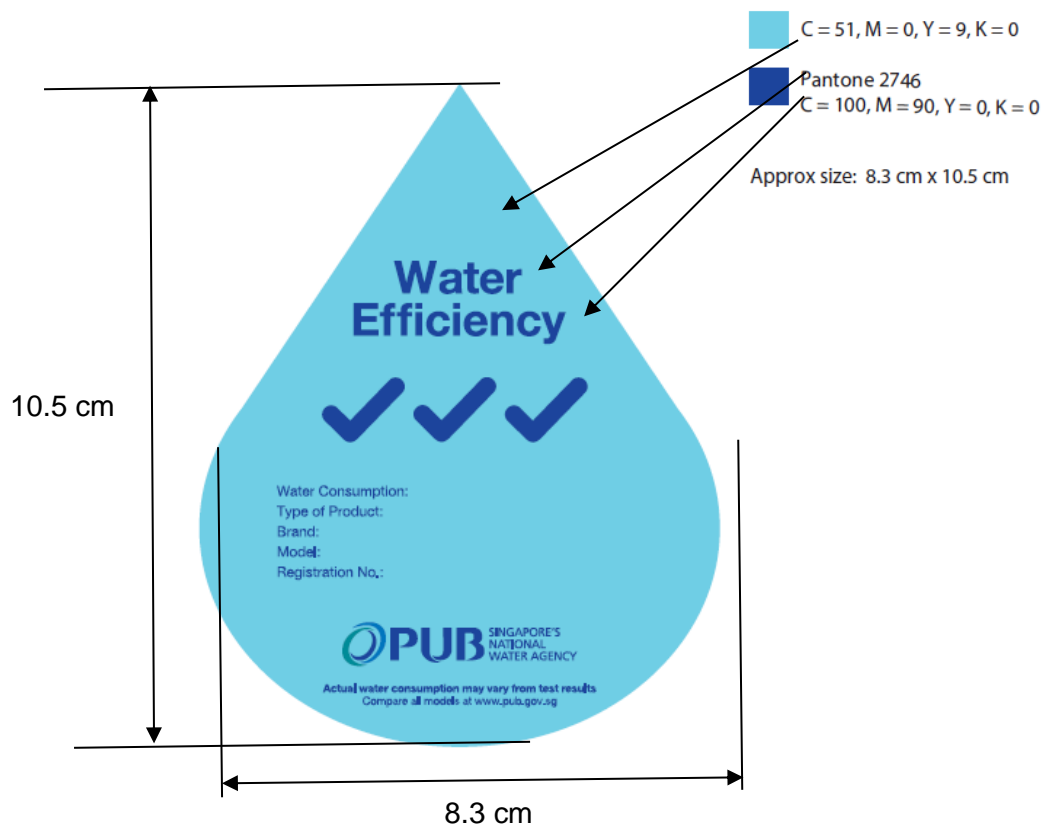 C = 51, M = 0, Y = 9, K = 0
Pantone 2746
C = 100, M = 90, Y = 0, K = 0
Approx size: 8.3 cm x 10.5 cm
Water
Efficiency
10.5 cm
Water Consumption:
Type of Product:
Brand:
Model:
Registration No.:
PUB
SINGAPORE'S
NATIONAL
WATER AGENCY
Actual water consumption may vary from test results
Compare all models at www.pub.gov.sg
8.3 cm